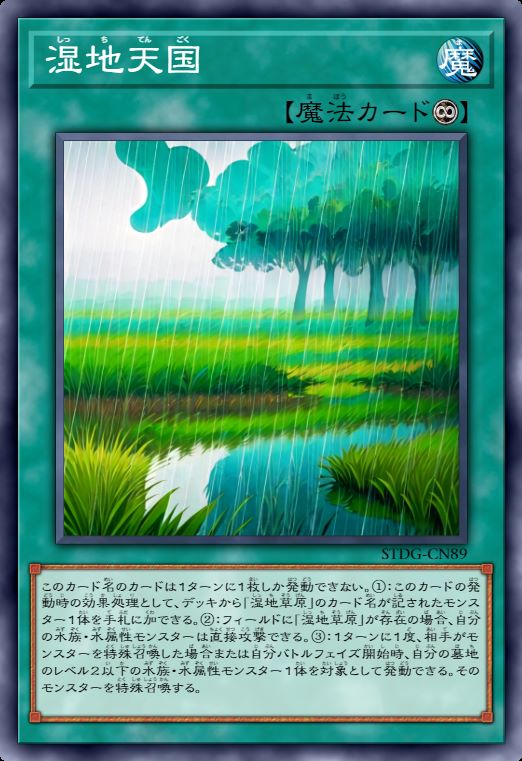 湿地天国
魔
【魔法カード】
STDG-CN89
このカード名のカードは1ターンに1枚しか発動できない。①:このカードの発
動時の効果処理として、デッキから「湿地草原」のカード名が記されたモンス
ター1体を手札に加できる。②:フィールドに「湿地草原」が存在の場合、自分
の水族・水属性モンスターは直接攻撃できる。③:1ターンに1度、相手がモ
ンスターを特殊召喚した場合または自分バトルフェイズ開始時、自分の墓地
のレベル2以下の水族・水属性モンスター1体を対象として発動できる。その
モンスターを特殊召喚する。